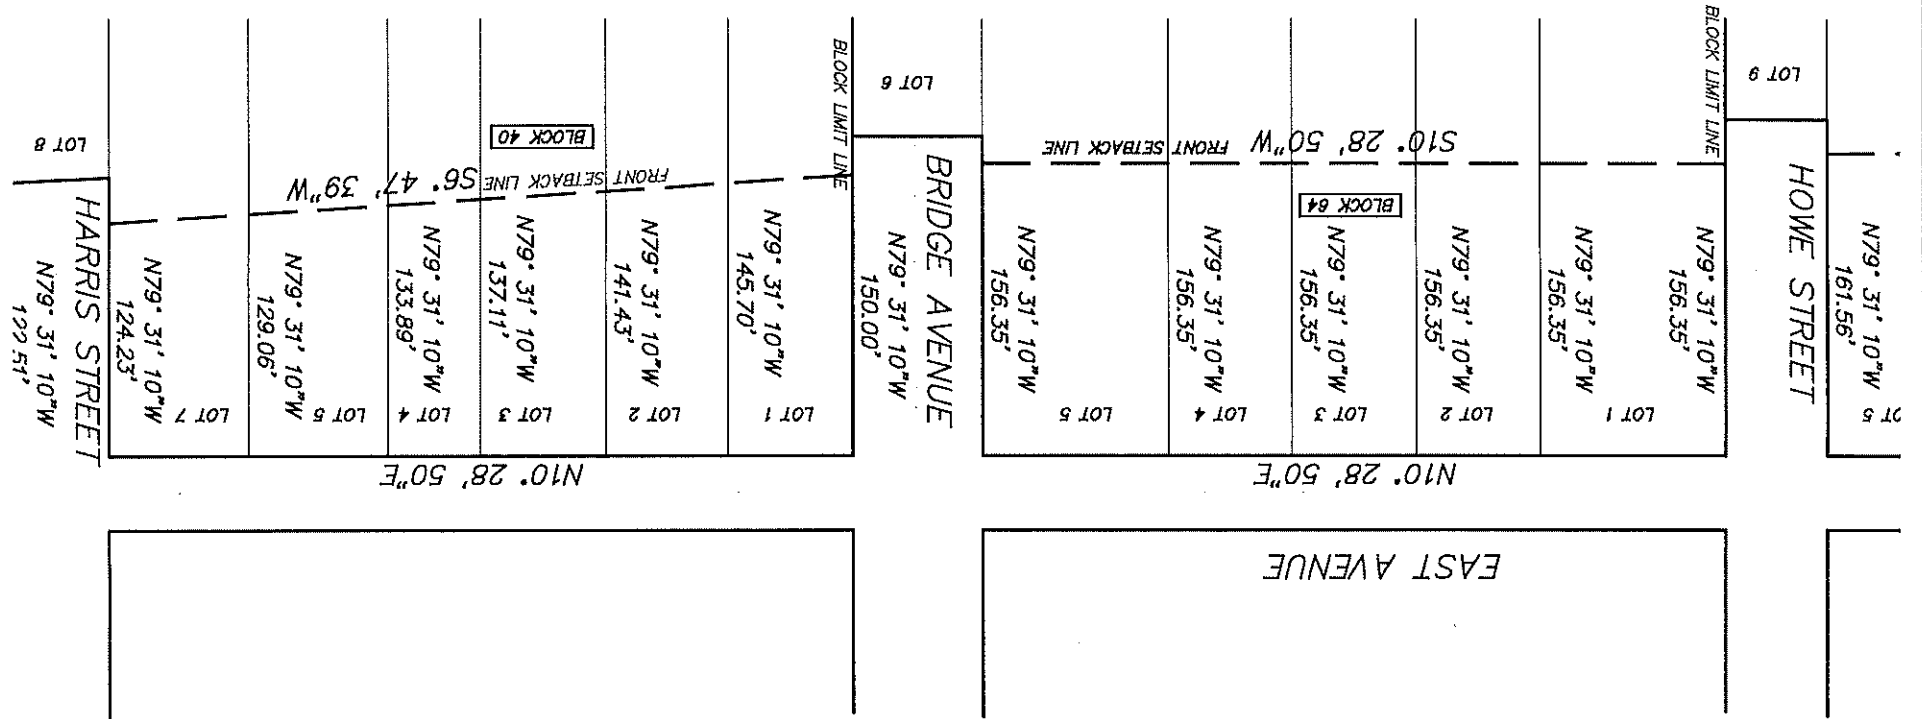 LOT 8
LOT 6
LOT 9
BLOCK LIMIT LINE
BLOCK LIMIT LINE
BLOCK 40
FRONT SETBACK LINE S6° 47' 39"W
S10° 28' 50"W FRONT SETBACK LINE
BLOCK 64
HARRIS STREET
BRIDGE AVENUE
HOWE STREET
N79° 31' 10"W
122.51'
N79° 31' 10"W
124.23'
N79° 31' 10"W
129.06'
N79° 31' 10"W
133.89'
N79° 31' 10"W
137.11'
N79° 31' 10"W
141.43'
N79° 31' 10"W
145.70'
N79° 31' 10"W
150.00'
N79° 31' 10"W
156.35'
N79° 31' 10"W
156.35'
N79° 31' 10"W
156.35'
N79° 31' 10"W
156.35'
N79° 31' 10"W
156.35'
N79° 31' 10"W
156.35'
N79° 31' 10"W
161.56'
LOT 7
LOT 5
LOT 4
LOT 3
LOT 2
LOT 1
LOT 5
LOT 4
LOT 3
LOT 2
LOT 1
OT 5
N10° 28' 50"E
N10° 28' 50"E
EAST AVENUE